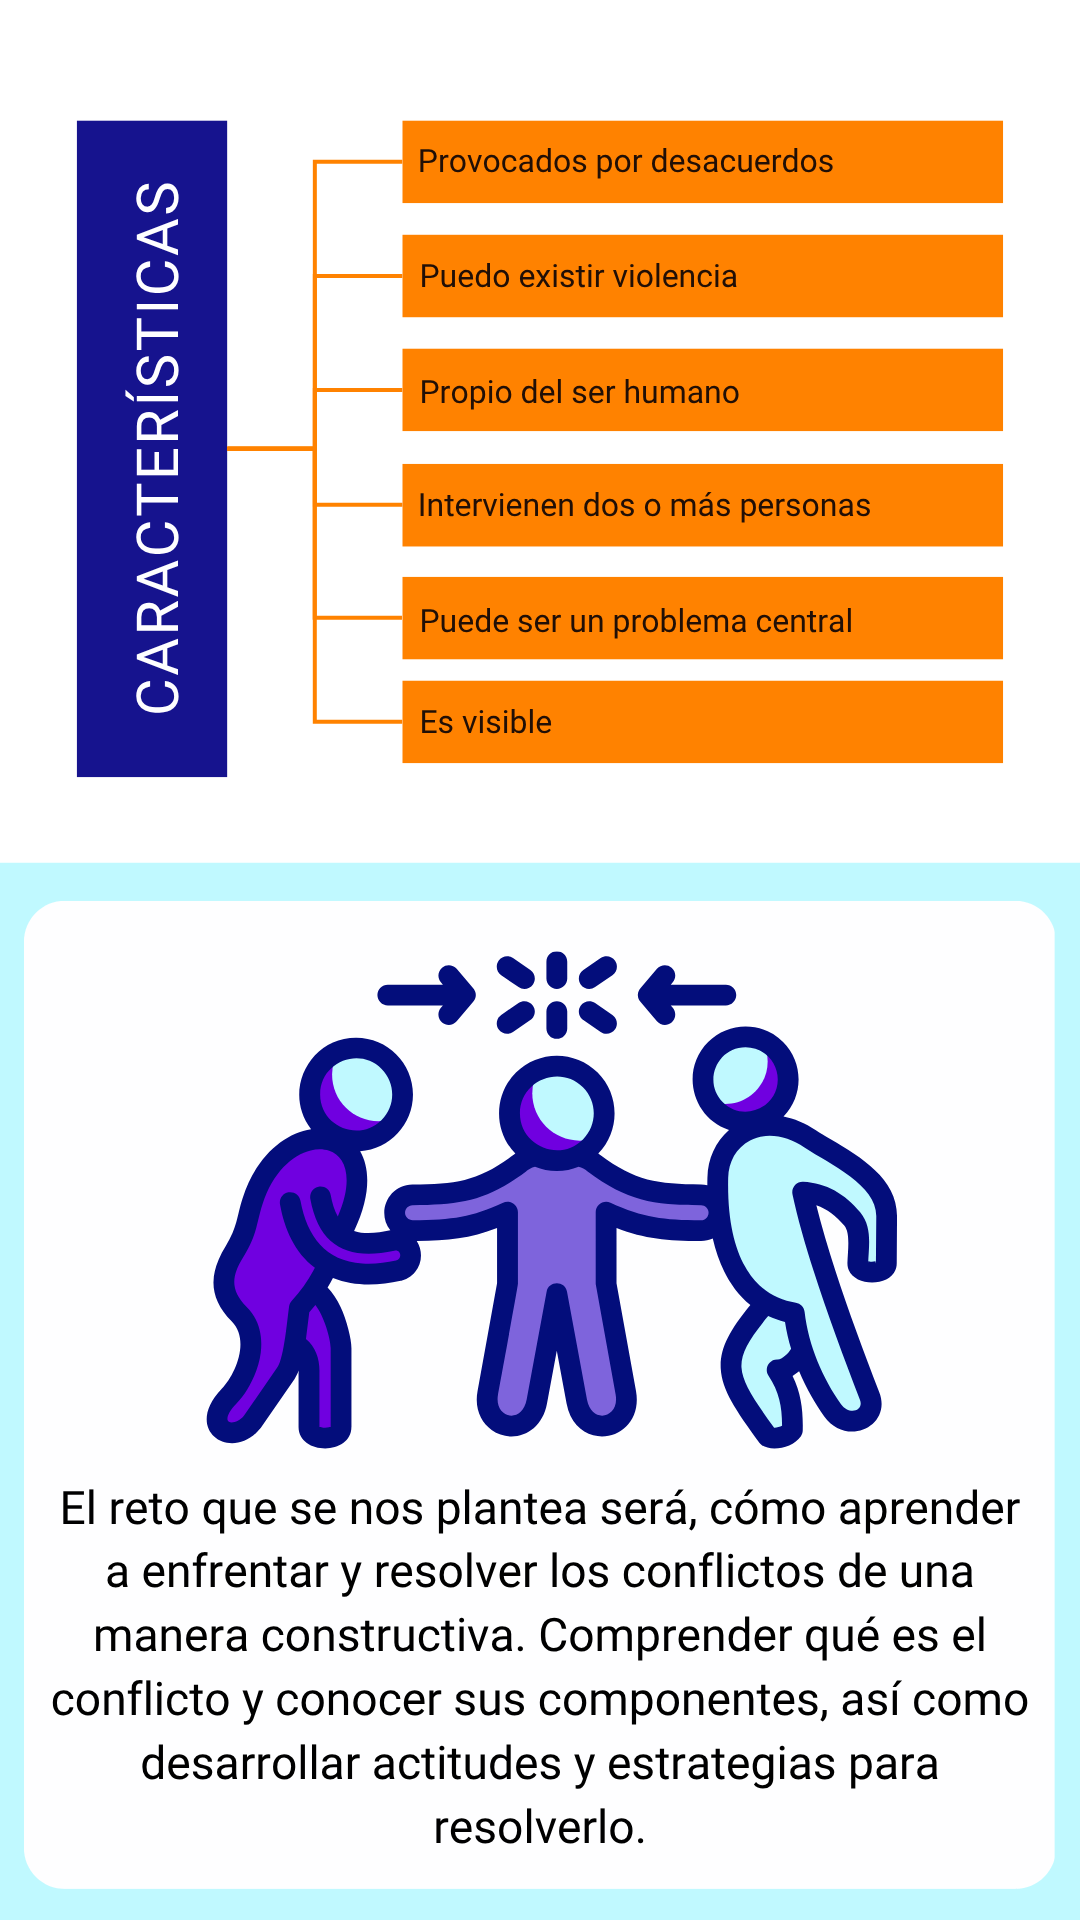 CARACTERÍSTICAS
Provocados por desacuerdos
Puedo existir violencia
Propio del ser humano
Intervienen dos o más personas
Puede ser un problema central
Es visible
El reto que se nos plantea será, cómo aprender
a enfrentar y resolver los conflictos de una
manera constructiva. Comprender qué es el
conflicto y conocer sus componentes, así como
desarrollar actitudes y estrategias para
resolverlo.